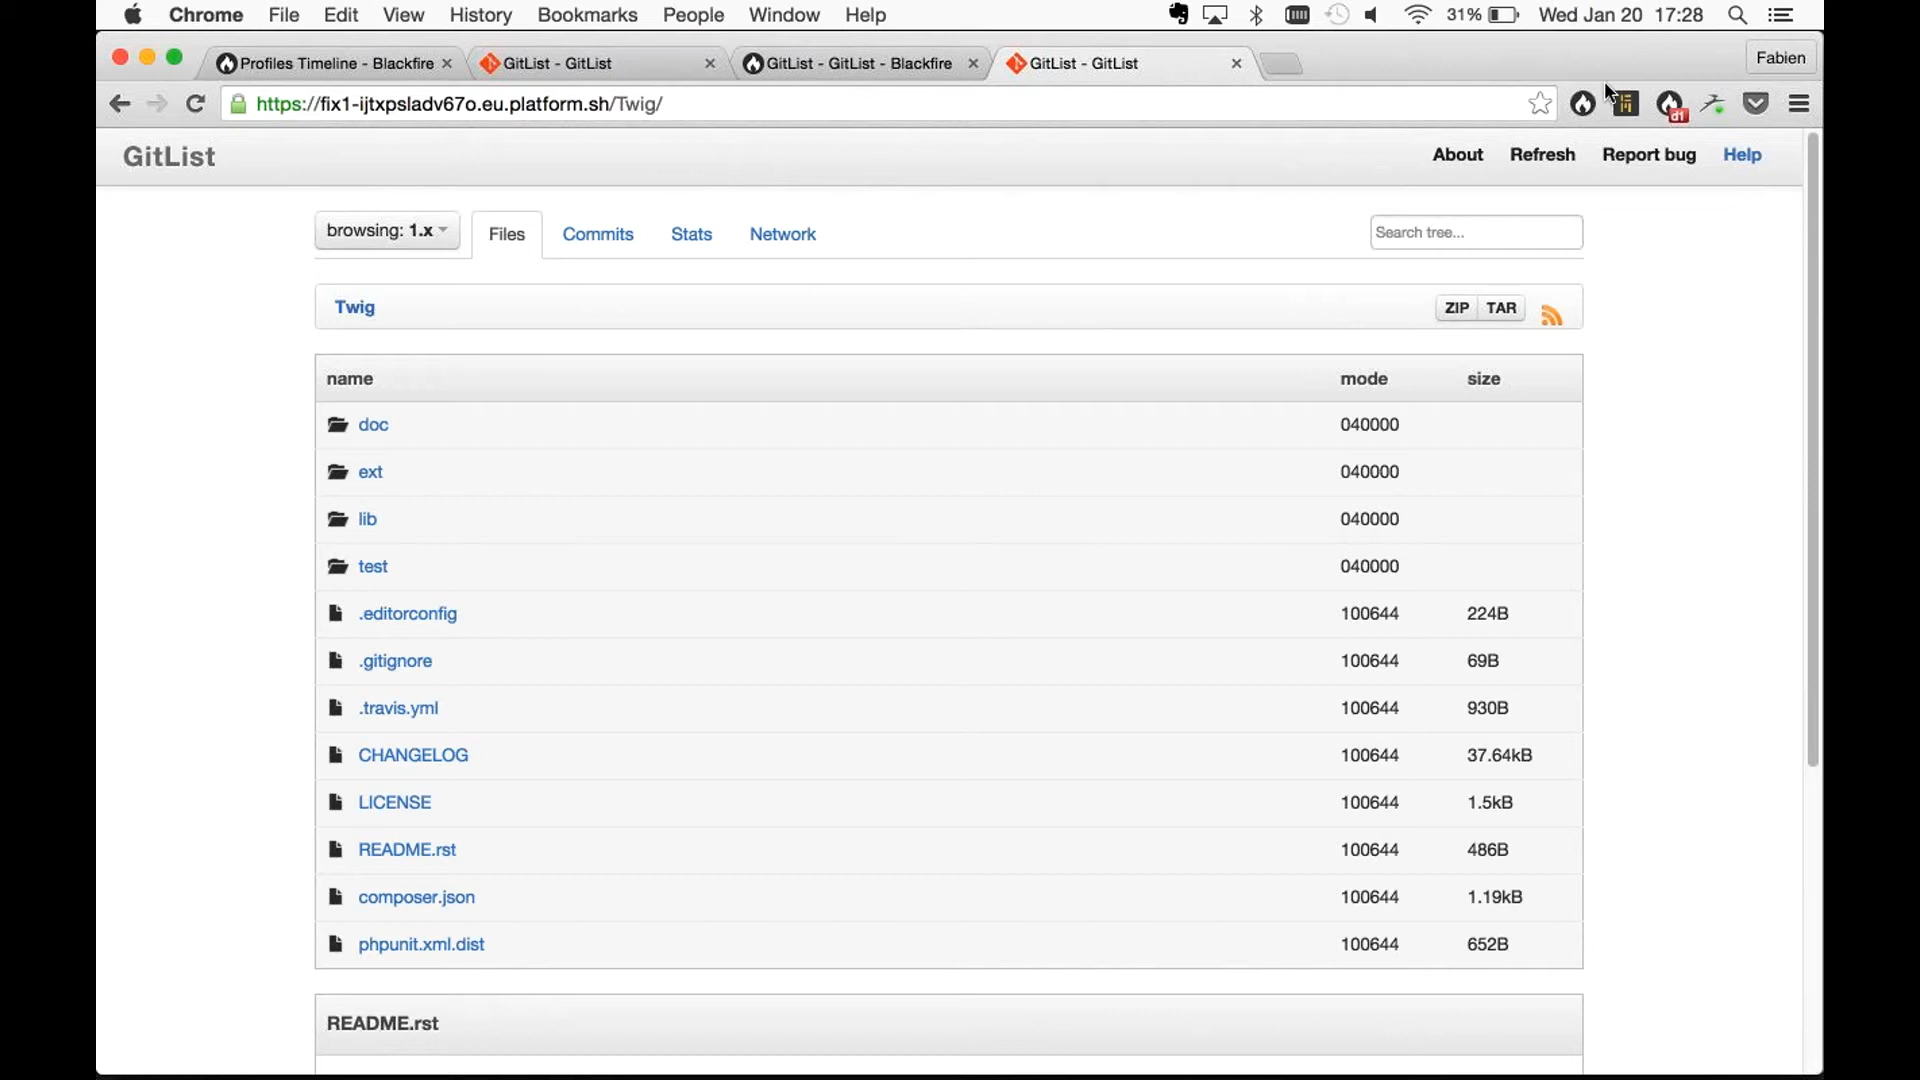 Chrome File Edit View History Bookmarks People Window Help 31% Wed Jan 20 17:28
Profiles Timeline - Blackfire GitList - GitList GitList - GitList - Blackfire GitList - GitList Fabien
https://fix1-ijtxpsladv67o.eu.platform.sh/Twig/ d1
GitList About Refresh Report bug Help
browsing: 1.x Files Commits Stats Network Search tree...
Twig ZIP TAR
name mode size
doc 040000
ext 040000
lib 040000
test 040000
.editorconfig 100644 224B
.gitignore 100644 69B
.travis.yml 100644 930B
CHANGELOG 100644 37.64kB
LICENSE 100644 1.5kB
README.rst 100644 486B
composer.json 100644 1.19kB
phpunit.xml.dist 100644 652B
README.rst